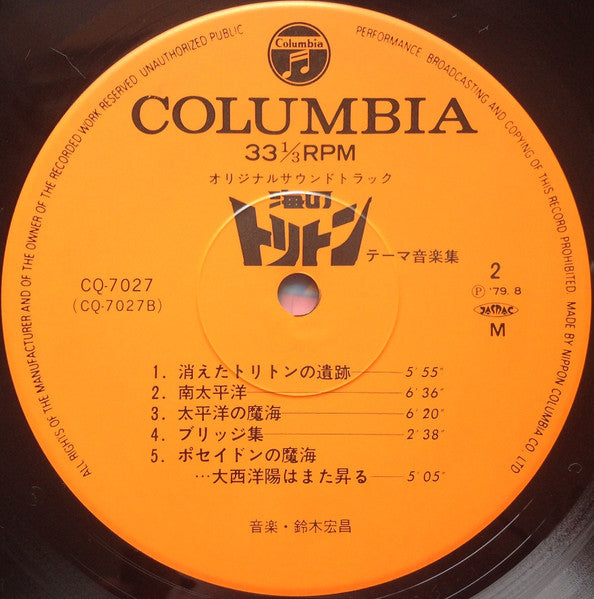 ALL RIGHTS OF THE MANUFACTURER AND OF THE OWNER OF THE RECORDED WORK RESERVED UNAUTHORIZED PUBLIC PERFORMANCE, BROADCASTING AND COPYING OF THIS RECORD PROHIBITED. MADE BY NIPPON COLUMBIA CO., LTD
Columbia
COLUMBIA
33 1/3 RPM
オリジナルサウンドトラック
海のトリトン テーマ音楽集
CQ-7027
(CQ-7027B)
2
Ⓟ '79. 8
JASRAC
M
1. 消えたトリトンの遺跡 5′55″
2. 南太平洋 6′36″
3. 太平洋の魔海 6′20″
4. ブリッジ集 2′38″
5. ポセイドンの魔海
…大西洋陽はまた昇る 5′05″
音楽・鈴木宏昌